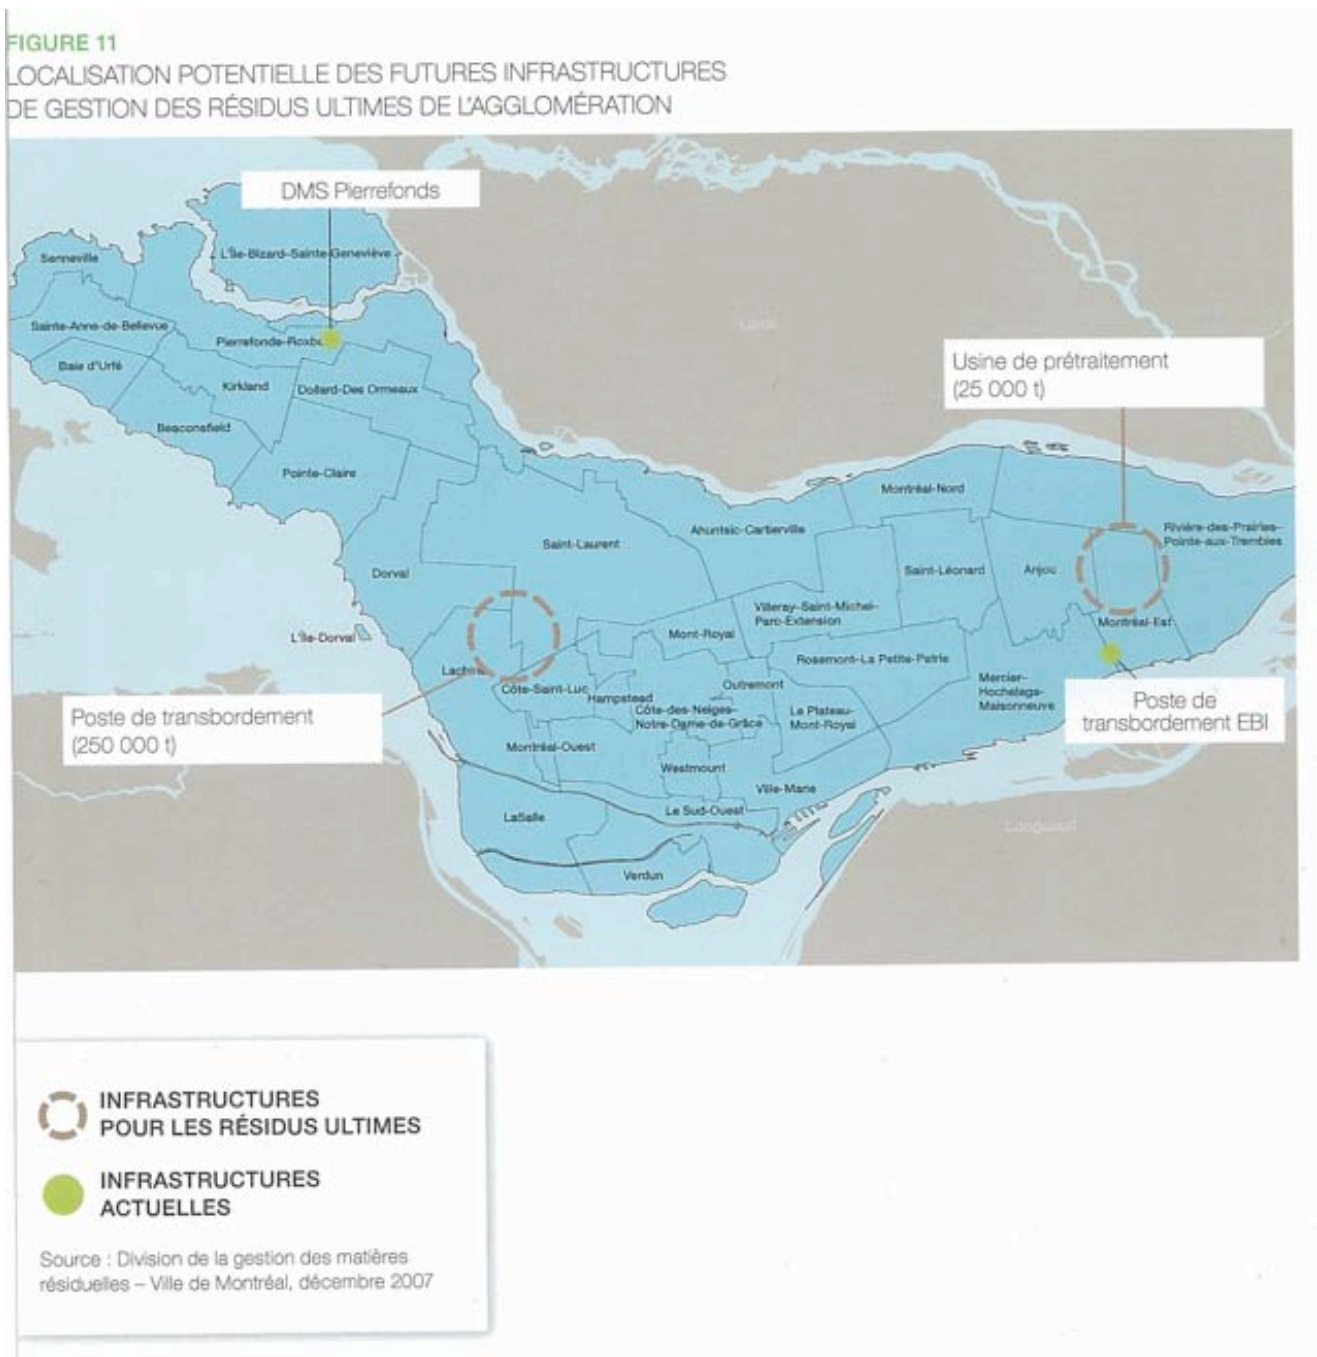 FIGURE 11
LOCALISATION POTENTIELLE DES FUTURES INFRASTRUCTURES
DE GESTION DES RÉSIDUS ULTIMES DE L'AGGLOMÉRATION
DMS Pierrefonds
L'Île-Bizard-Sainte-Geneviève
Senneville
Sainte-Anne-de-Bellevue
Pierrefonds-Roxbo
Laval
Usine de prétraitement
(25 000 t)
Baie d'Urfé
Kirkland
Dollard-Des Ormeaux
Beaconsfield
Pointe-Claire
Montréal-Nord
Ahuntsic-Cartierville
Rivière-des-Prairies-
Pointe-aux-Trembles
Saint-Laurent
Dorval
Saint-Léonard
Anjou
Villeray-Saint-Michel-
Parc-Extension
Montréal-Est
L'Île-Dorval
Mont-Royal
Rosemont-La Petite-Patrie
Lachine
Côte-Saint-Luc
Hampstead
Outremont
Mercier-
Hochelaga-
Maisonneuve
Côte-des-Neiges-
Notre-Dame-de-Grâce
Le Plateau-
Mont-Royal
Poste de
transbordement EBI
Poste de transbordement
(250 000 t)
Montréal-Ouest
Westmount
Ville-Marie
LaSalle
Le Sud-Ouest
Longueuil
Verdun
INFRASTRUCTURES
POUR LES RÉSIDUS ULTIMES
INFRASTRUCTURES
ACTUELLES
Source : Division de la gestion des matières
résiduelles – Ville de Montréal, décembre 2007